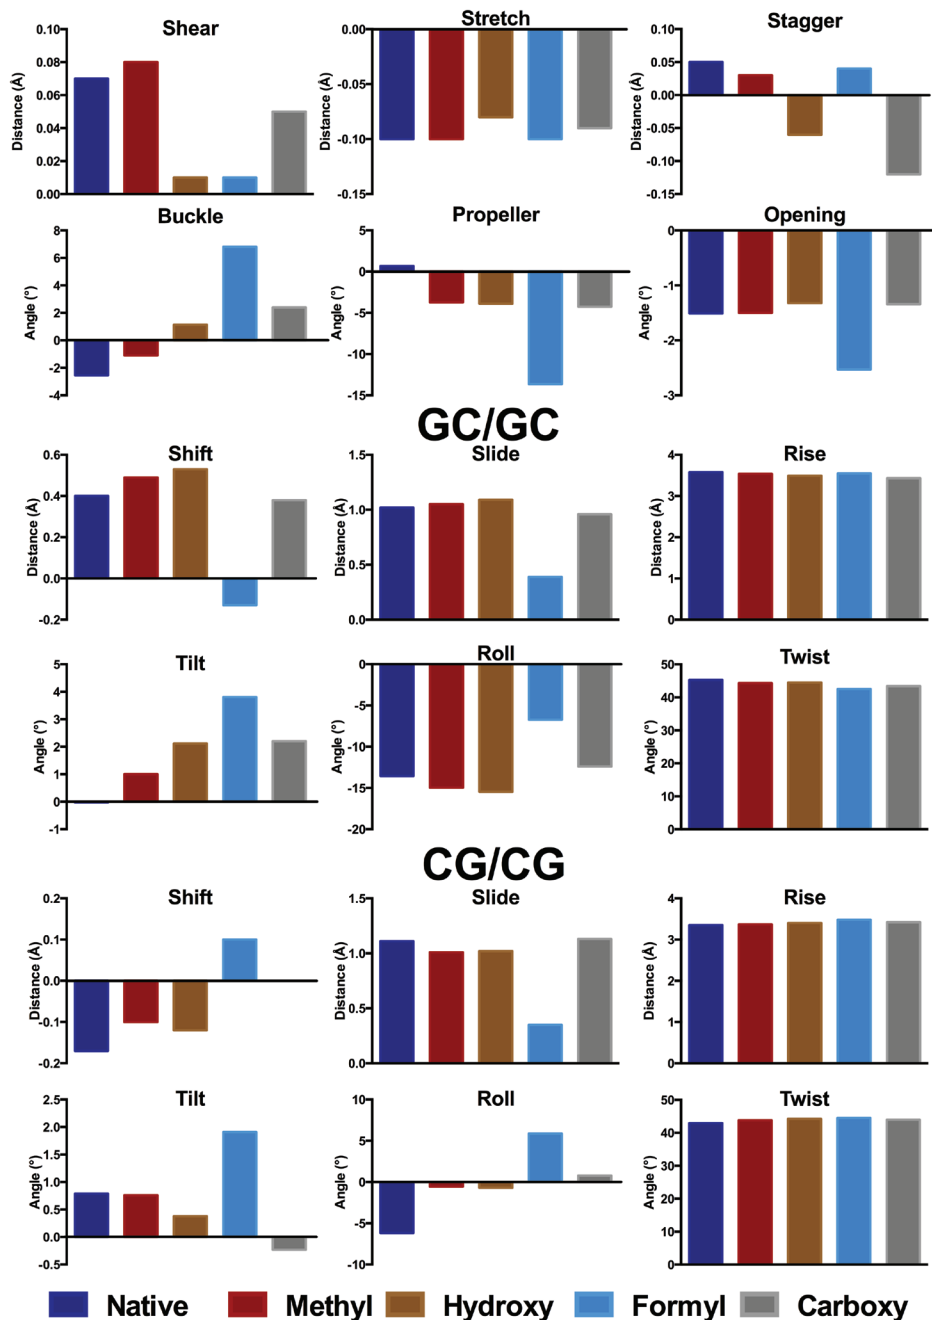 Shear
Distance (Å)
0.10
0.08
0.06
0.04
0.02
0.00
Stretch
Distance (Å)
0.00
-0.05
-0.10
-0.15
Stagger
Distance (Å)
0.10
0.05
0.00
-0.05
-0.10
-0.15
Buckle
Angle (°)
8
6
4
2
0
-2
-4
Propeller
Angle (°)
5
0
-5
-10
-15
Opening
Angle (°)
0
-1
-2
-3
GC/GC
Shift
Distance (Å)
0.6
0.4
0.2
0.0
-0.2
Slide
Distance (Å)
1.5
1.0
0.5
0.0
Rise
Distance (Å)
4
3
2
1
0
Tilt
Angle (°)
5
4
3
2
1
0
-1
Roll
Angle (°)
0
-5
-10
-15
-20
Twist
Angle (°)
50
40
30
20
10
0
CG/CG
Shift
Distance (Å)
0.2
0.1
0.0
-0.1
-0.2
Slide
Distance (Å)
1.5
1.0
0.5
0.0
Rise
Distance (Å)
4
3
2
1
0
Tilt
Angle (°)
2.5
2.0
1.5
1.0
0.5
0.0
-0.5
Roll
Angle (°)
10
5
0
-5
-10
Twist
Angle (°)
50
40
30
20
10
0
Native Methyl Hydroxy Formyl Carboxy